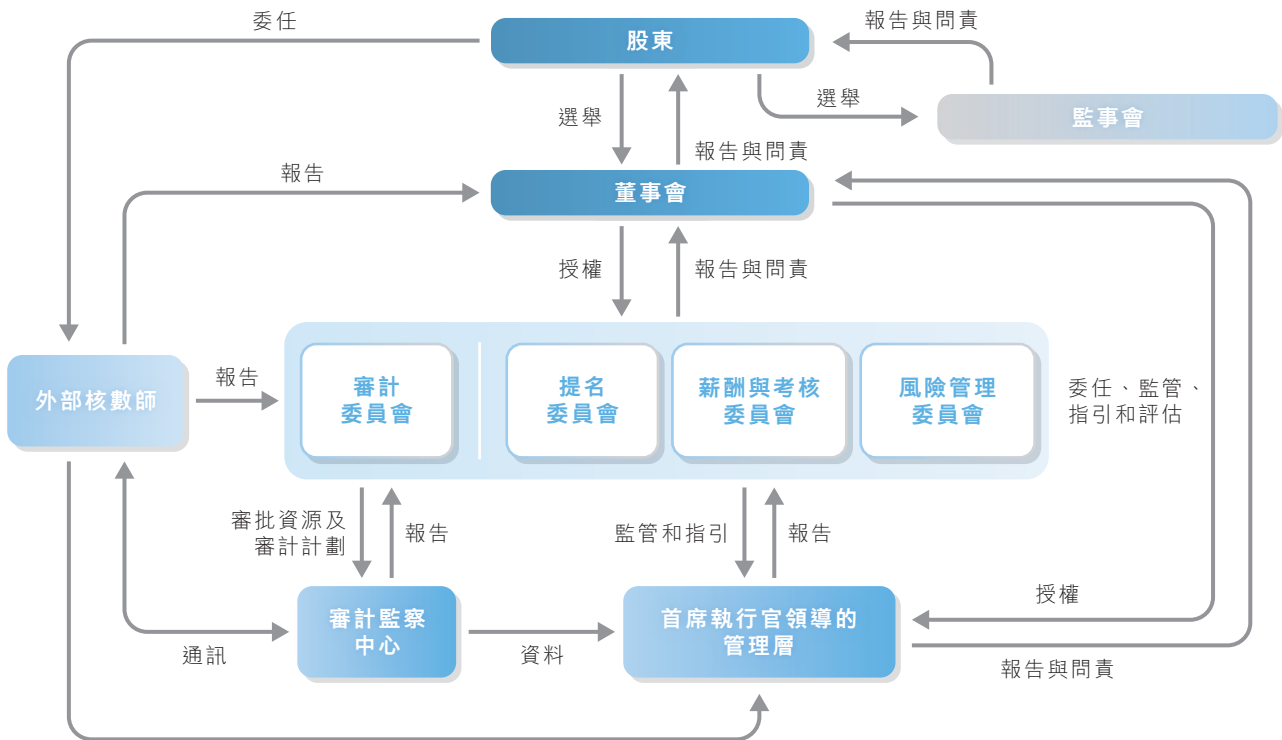 委任
股東
報告與問責
選舉
選舉
監事會
報告與問責
報告
董事會
授權
報告與問責
外部核數師
報告
審計
委員會
提名
委員會
薪酬與考核
委員會
風險管理
委員會
委任、監管、
指引和評估
審批資源及
審計計劃
報告
監管和指引
報告
授權
審計監察
中心
首席執行官領導的
管理層
通訊
資料
報告與問責